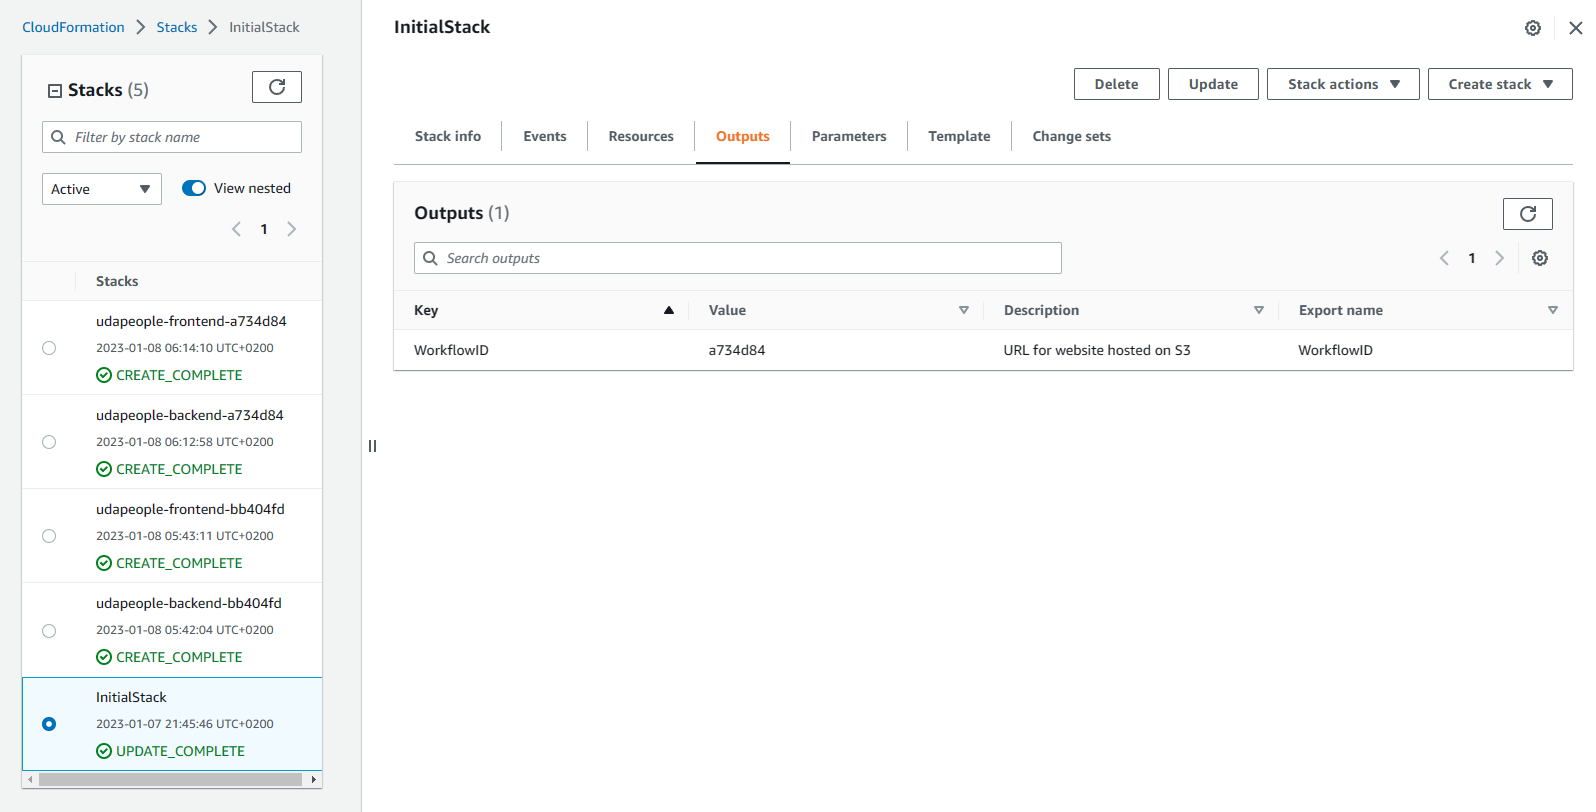 CloudFormation > Stacks > InitialStack
Stacks (5)
Filter by stack name
Active
View nested
1
Stacks
udapeople-frontend-a734d84
2023-01-08 06:14:10 UTC+0200
CREATE_COMPLETE
udapeople-backend-a734d84
2023-01-08 06:12:58 UTC+0200
CREATE_COMPLETE
udapeople-frontend-bb404fd
2023-01-08 05:43:11 UTC+0200
CREATE_COMPLETE
udapeople-backend-bb404fd
2023-01-08 05:42:04 UTC+0200
CREATE_COMPLETE
InitialStack
2023-01-07 21:45:46 UTC+0200
UPDATE_COMPLETE
InitialStack
Delete Update Stack actions Create stack
Stack info Events Resources Outputs Parameters Template Change sets
Outputs (1)
Search outputs
1
Key Value Description Export name
WorkflowID a734d84 URL for website hosted on S3 WorkflowID